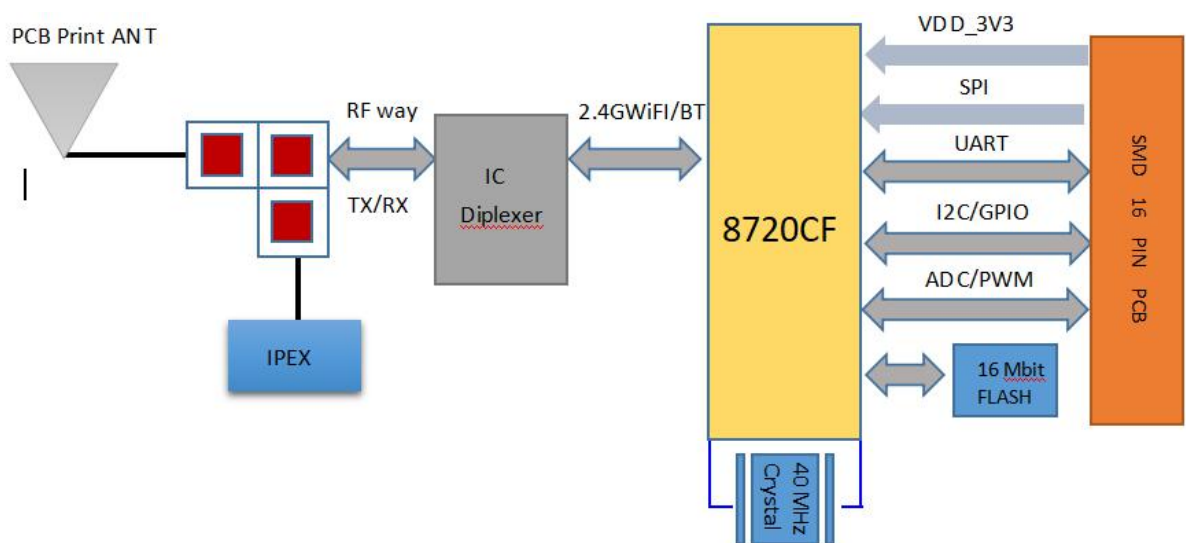 PCB Print ANT
RF way
TX/RX
IC
Diplexer
2.4GWiFI/BT
8720CF
VDD_3V3
SPI
UART
I2C/GPIO
ADC/PWM
16 Mbit
FLASH
SMD 16 PIN PCB
IPEX
40 MHz
Crystal